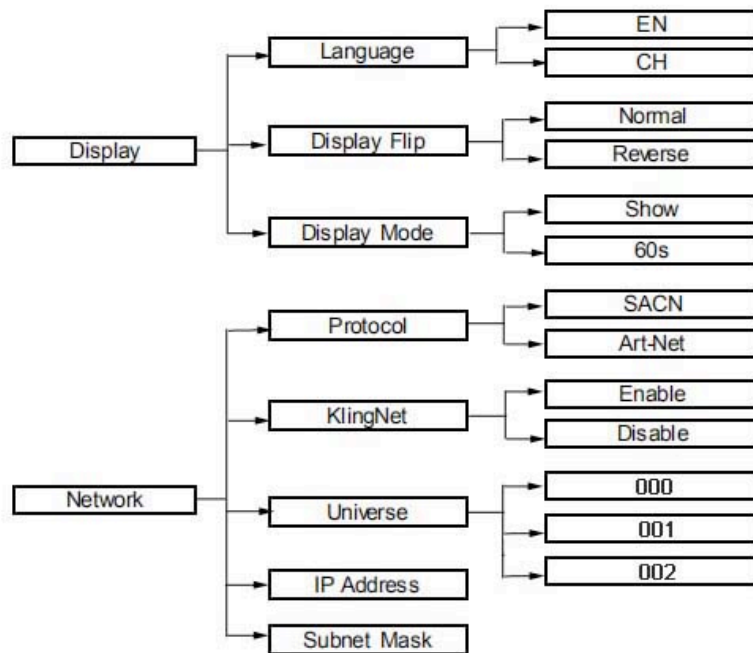 Display
Language
EN
CH
Display Flip
Normal
Reverse
Display Mode
Show
60s
Network
Protocol
SACN
Art-Net
KlingNet
Enable
Disable
Universe
000
001
002
IP Address
Subnet Mask